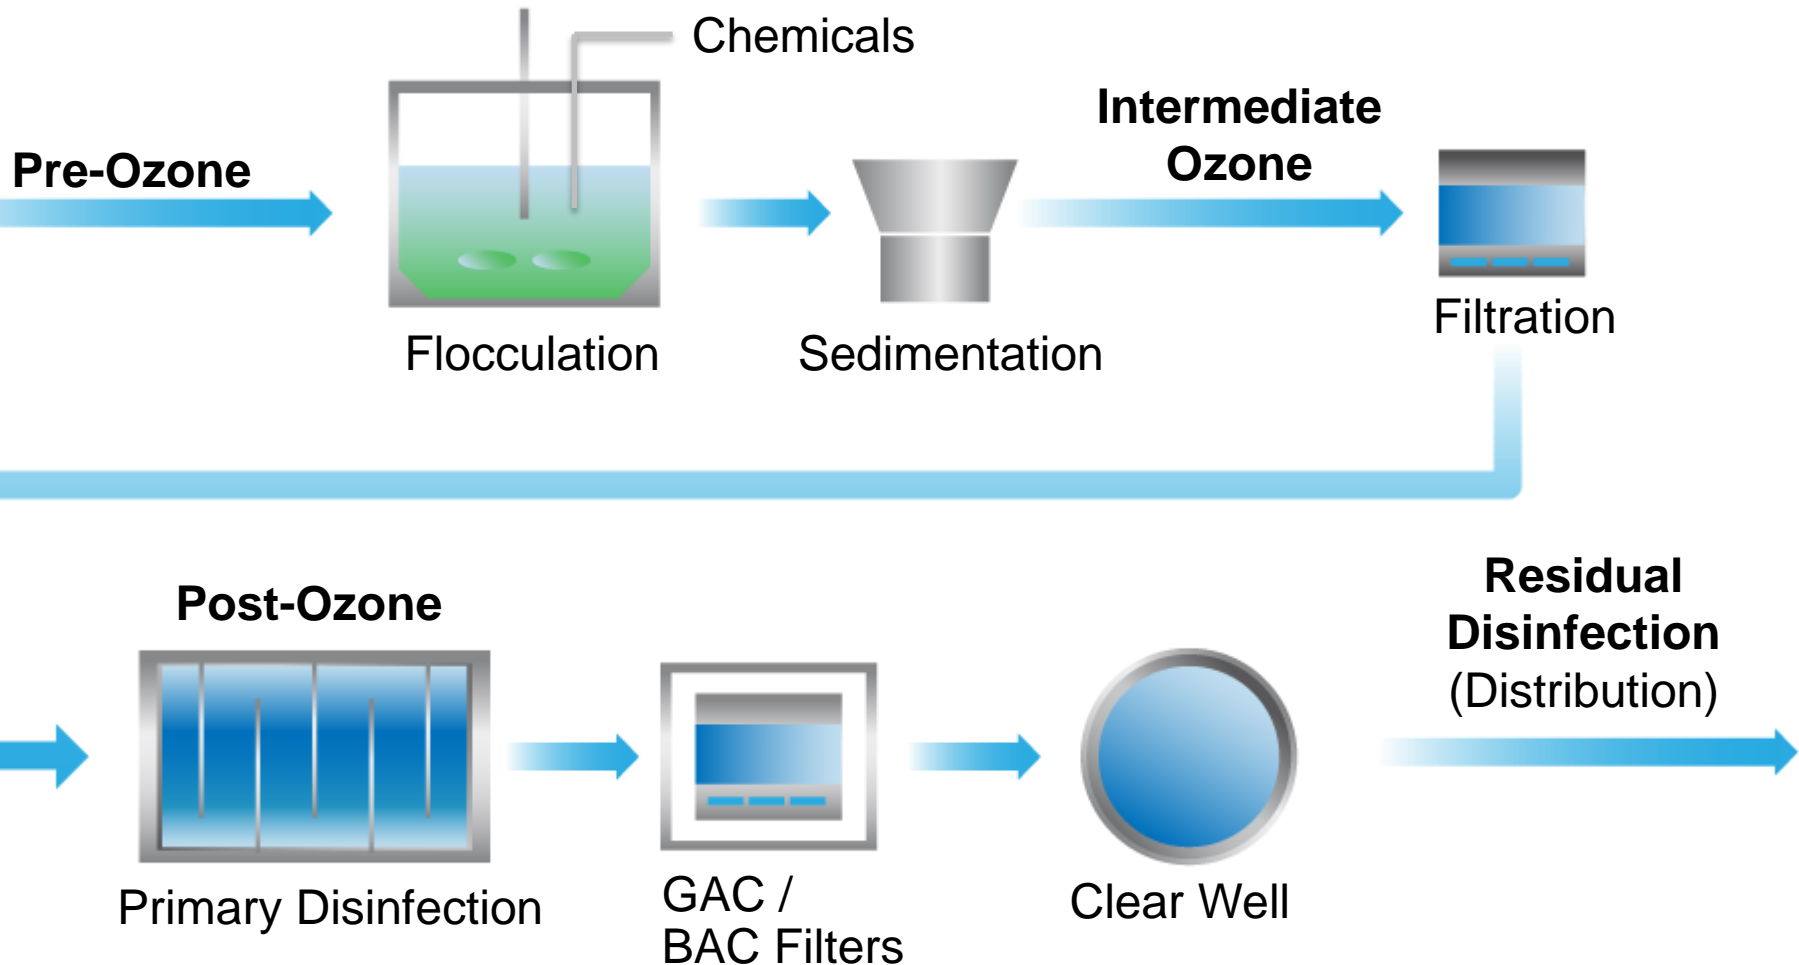 Chemicals
Intermediate
Ozone
Pre-Ozone
Filtration
Flocculation
Sedimentation
Residual
Disinfection
(Distribution)
Post-Ozone
Primary Disinfection
GAC /
BAC Filters
Clear Well